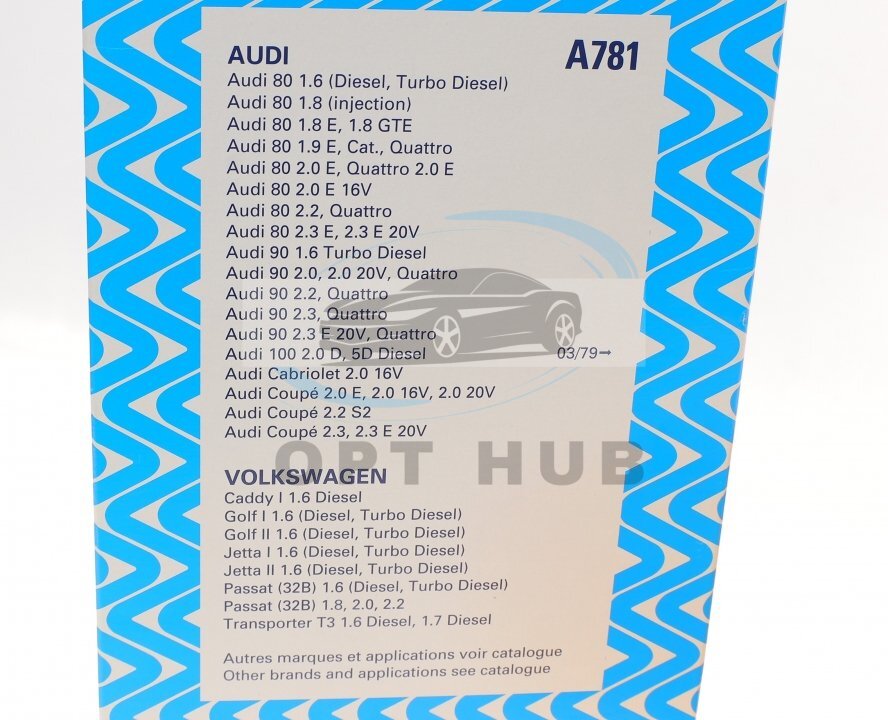 AUDI
A781
Audi 80 1.6 (Diesel, Turbo Diesel)
Audi 80 1.8 (injection)
Audi 80 1.8 E, 1.8 GTE
Audi 80 1.9 E, Cat., Quattro
Audi 80 2.0 E, Quattro 2.0 E
Audi 80 2.0 E 16V
Audi 80 2.2, Quattro
Audi 80 2.3 E, 2.3 E 20V
Audi 90 1.6 Turbo Diesel
Audi 90 2.0, 2.0 20V, Quattro
Audi 90 2.2, Quattro
Audi 90 2.3, Quattro
Audi 90 2.3 E 20V, Quattro
Audi 100 2.0 D, 5D Diesel 03/79→
Audi Cabriolet 2.0 16V
Audi Coupé 2.0 E, 2.0 16V, 2.0 20V
Audi Coupé 2.2 S2
Audi Coupé 2.3, 2.3 E 20V
OPT HUB
VOLKSWAGEN
Caddy I 1.6 Diesel
Golf I 1.6 (Diesel, Turbo Diesel)
Golf II 1.6 (Diesel, Turbo Diesel)
Jetta I 1.6 (Diesel, Turbo Diesel)
Jetta II 1.6 (Diesel, Turbo Diesel)
Passat (32B) 1.6 (Diesel, Turbo Diesel)
Passat (32B) 1.8, 2.0, 2.2
Transporter T3 1.6 Diesel, 1.7 Diesel
Autres marques et applications voir catalogue
Other brands and applications see catalogue